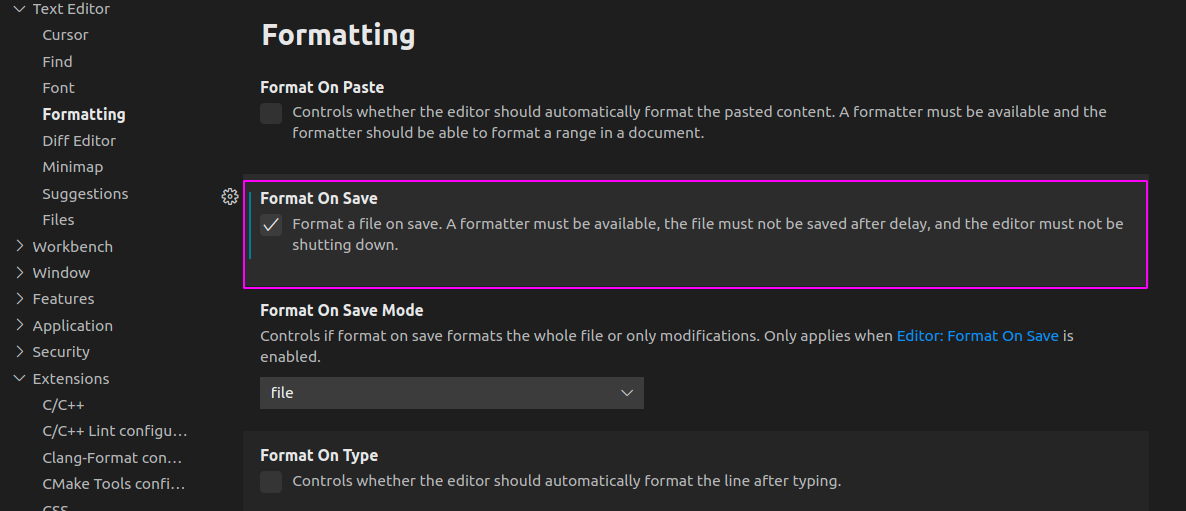 Text Editor
Cursor
Find
Font
Formatting
Diff Editor
Minimap
Suggestions
Files
Workbench
Window
Features
Application
Security
Extensions
C/C++
C/C++ Lint configu…
Clang-Format con…
CMake Tools confi…
CSS
Formatting
Format On Paste
Controls whether the editor should automatically format the pasted content. A formatter must be available and the
formatter should be able to format a range in a document.
Format On Save
Format a file on save. A formatter must be available, the file must not be saved after delay, and the editor must not be
shutting down.
Format On Save Mode
Controls if format on save formats the whole file or only modifications. Only applies when Editor: Format On Save is
enabled.
file
Format On Type
Controls whether the editor should automatically format the line after typing.